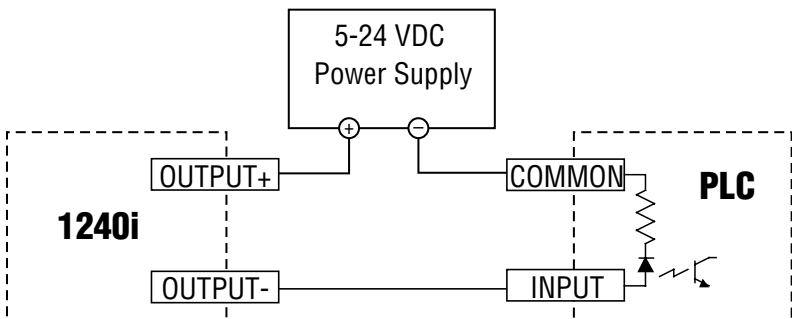 5-24 VDC
Power Supply
+ −
OUTPUT+ COMMON
PLC
1240i
OUTPUT- INPUT